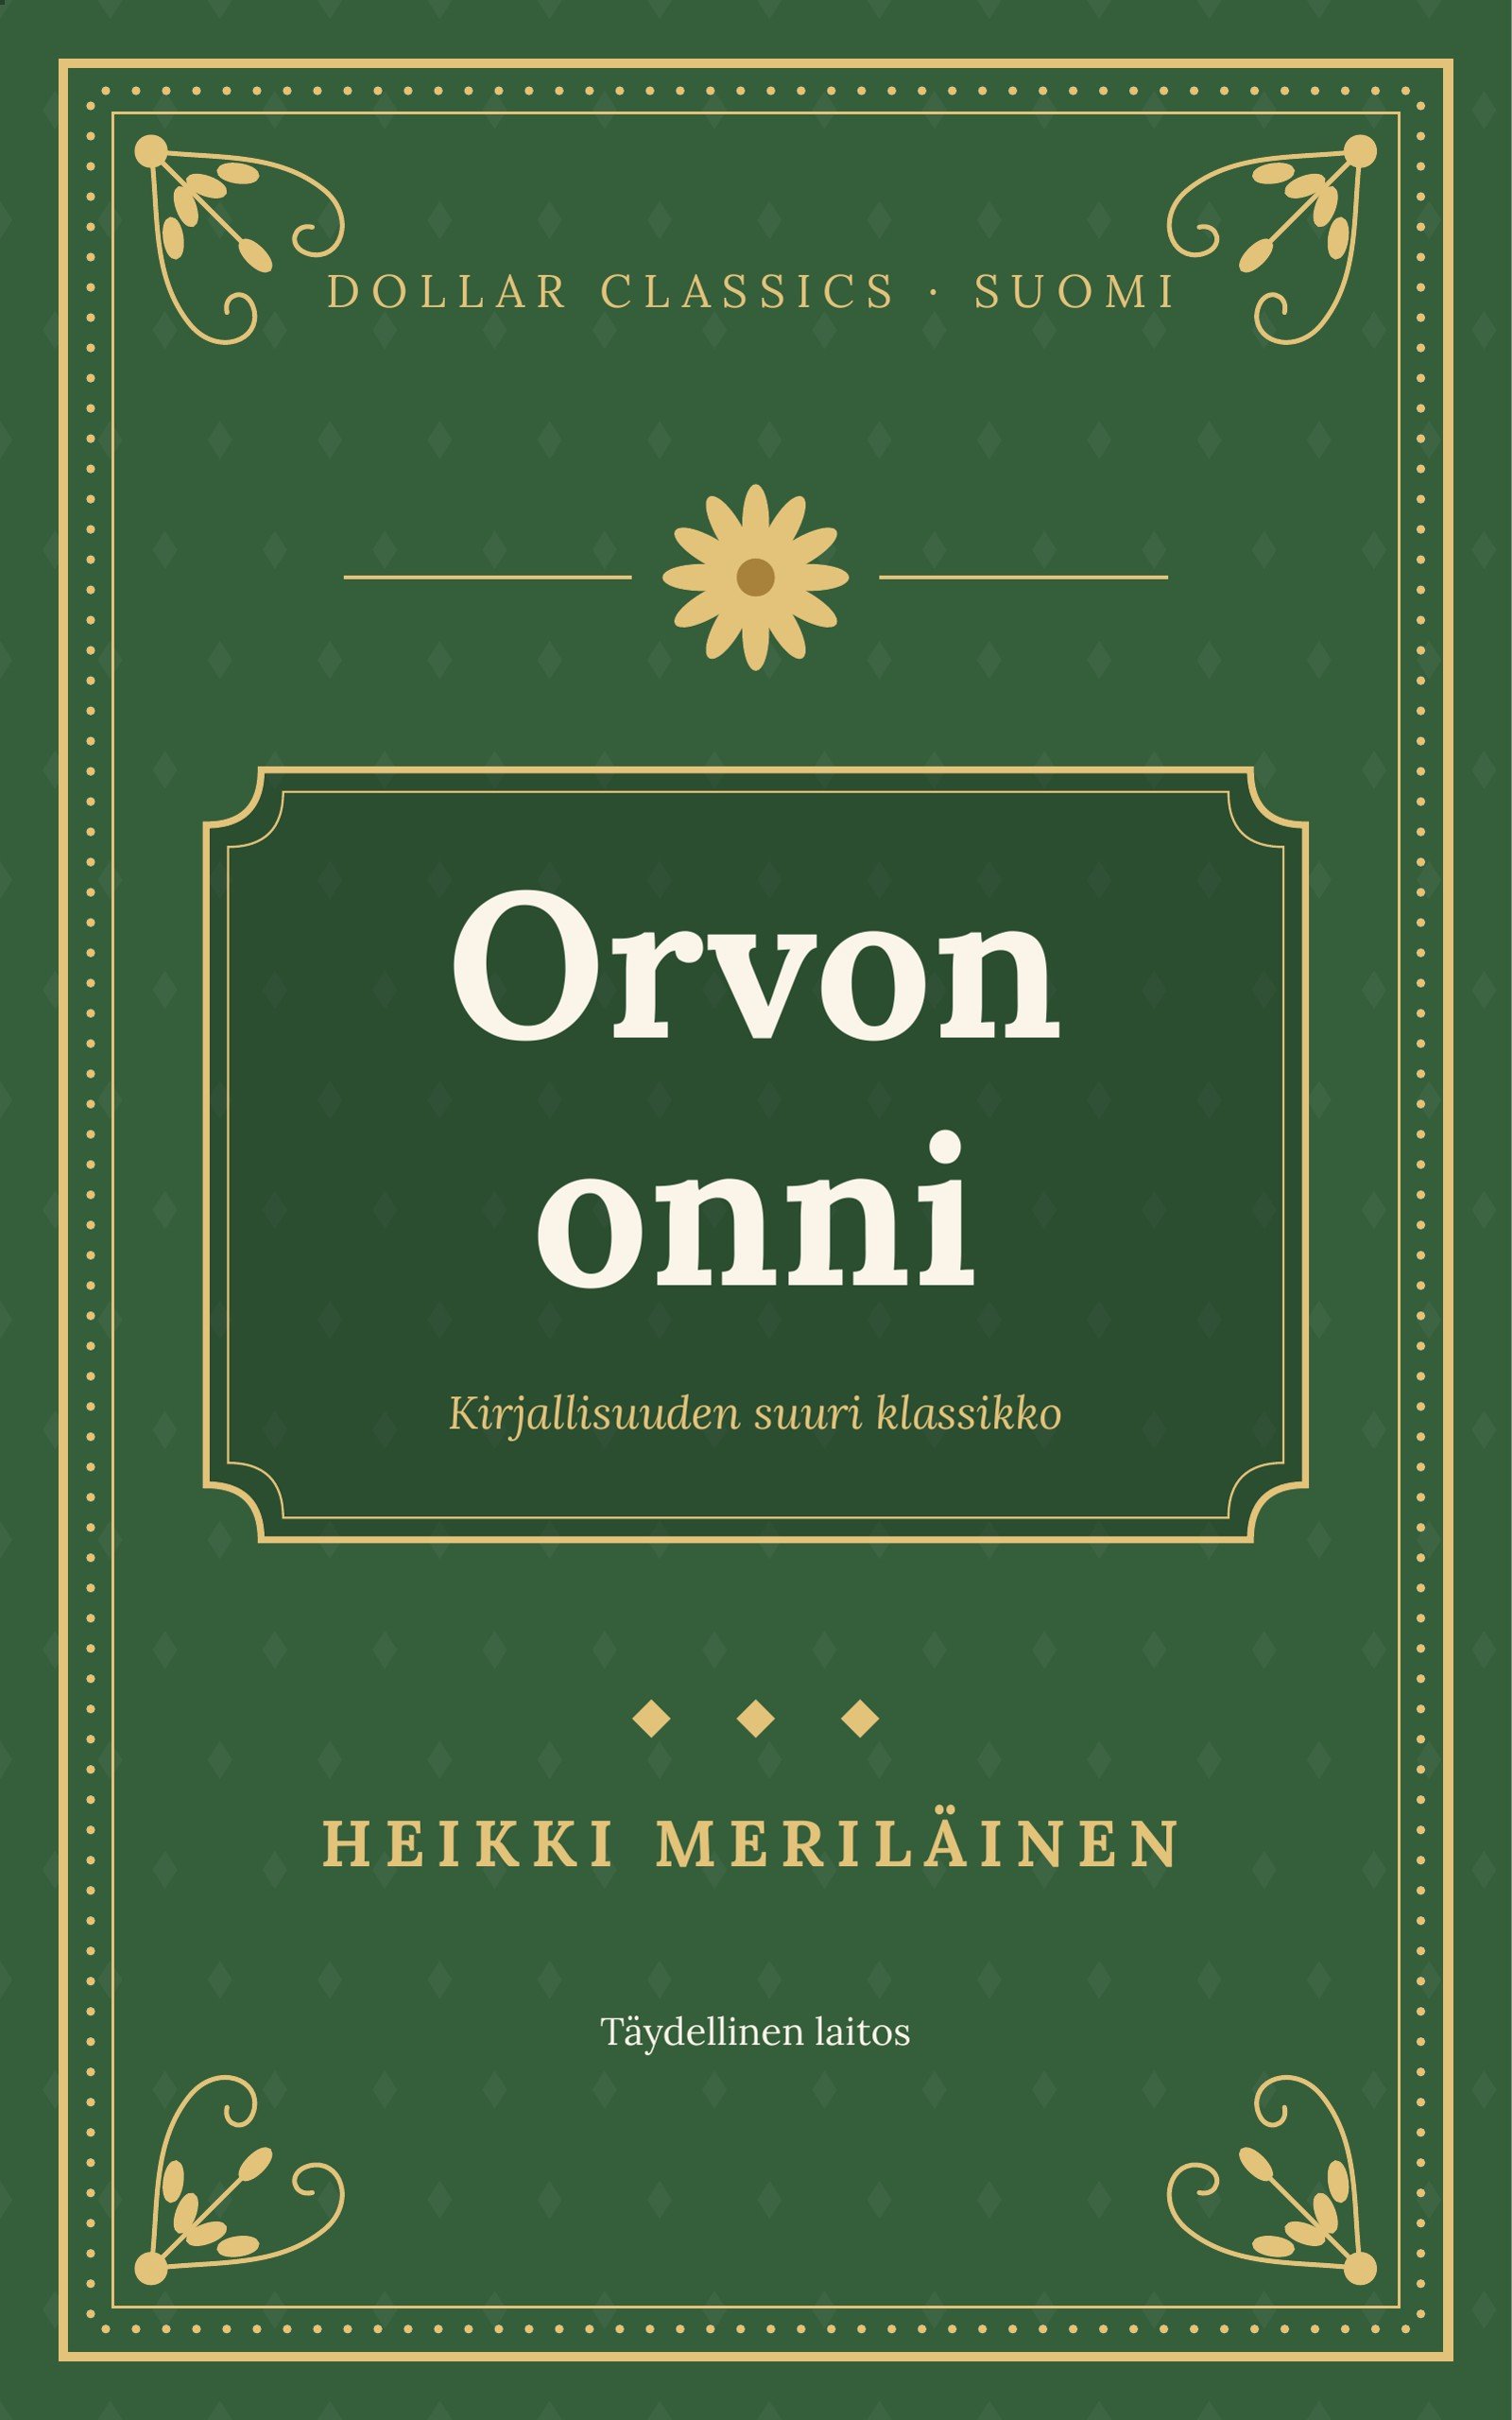 DOLLAR CLASSICS · SUOMI
Orvon
onni
Kirjallisuuden suuri klassikko
HEIKKI MERILÄINEN
Täydellinen laitos